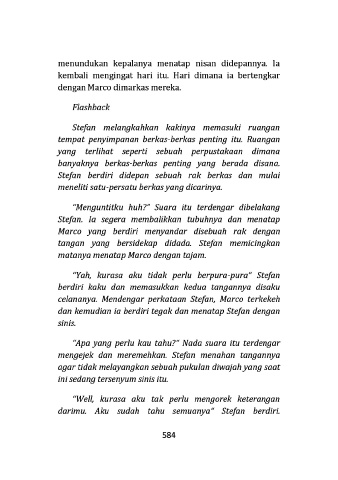 menundukan kepalanya menatap nisan didepannya. Ia
kembali mengingat hari itu. Hari dimana ia bertengkar
dengan Marco dimarkas mereka.
Flashback
Stefan melangkahkan kakinya memasuki ruangan
tempat penyimpanan berkas-berkas penting itu. Ruangan
yang terlihat seperti sebuah perpustakaan dimana
banyaknya berkas-berkas penting yang berada disana.
Stefan berdiri didepan sebuah rak berkas dan mulai
meneliti satu-persatu berkas yang dicarinya.
"Menguntitku huh?" Suara itu terdengar dibelakang
Stefan. Ia segera membalikkan tubuhnya dan menatap
Marco yang berdiri menyandar disebuah rak dengan
tangan yang bersidekap didada. Stefan memicingkan
matanya menatap Marco dengan tajam.
"Yah, kurasa aku tidak perlu berpura-pura" Stefan
berdiri kaku dan memasukkan kedua tangannya disaku
celananya. Mendengar perkataan Stefan, Marco terkekeh
dan kemudian ia berdiri tegak dan menatap Stefan dengan
sinis.
"Apa yang perlu kau tahu?" Nada suara itu terdengar
mengejek dan meremehkan. Stefan menahan tangannya
agar tidak melayangkan sebuah pukulan diwajah yang saat
ini sedang tersenyum sinis itu.
"Well, kurasa aku tak perlu mengorek keterangan
darimu. Aku sudah tahu semuanya" Stefan berdiri.
584